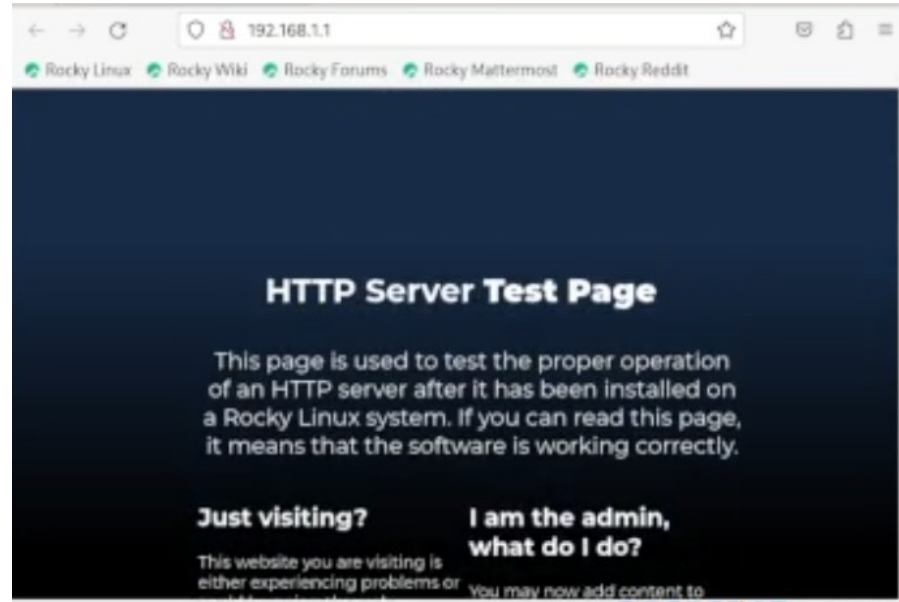 192.168.1.1
Rocky Linux Rocky Wiki Rocky Forums Rocky Mattermost Rocky Reddit
HTTP Server Test Page
This page is used to test the proper operation
of an HTTP server after it has been installed on
a Rocky Linux system. If you can read this page,
it means that the software is working correctly.
Just visiting?
This website you are visiting is
either experiencing problems or
I am the admin,
what do I do?
You may now add content to